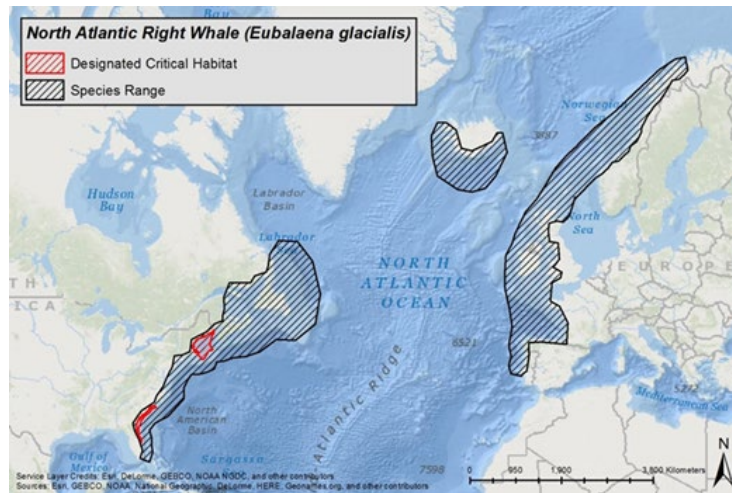 North Atlantic Right Whale (Eubalaena glacialis)
Designated Critical Habitat
Species Range
Norwegian
Sea
3887
Hudson
Bay
Labrador
Basin
Labrador
Sea
North
Sea
NORTH
ATLANTIC
OCEAN
EUROPE
TH
ICA
6521
Atlantic Ridge
North
American
Basin
Mediterranean Sea
5272
Gulf of
Mexico
Sargasso
7598
N
0 950 1,900 3,800 Kilometers
Service Layer Credits: Esri, DeLorme, GEBCO, NOAA NGDC, and other contributors
Sources: Esri, GEBCO, NOAA, National Geographic, DeLorme, HERE, Geonames.org, and other contributors